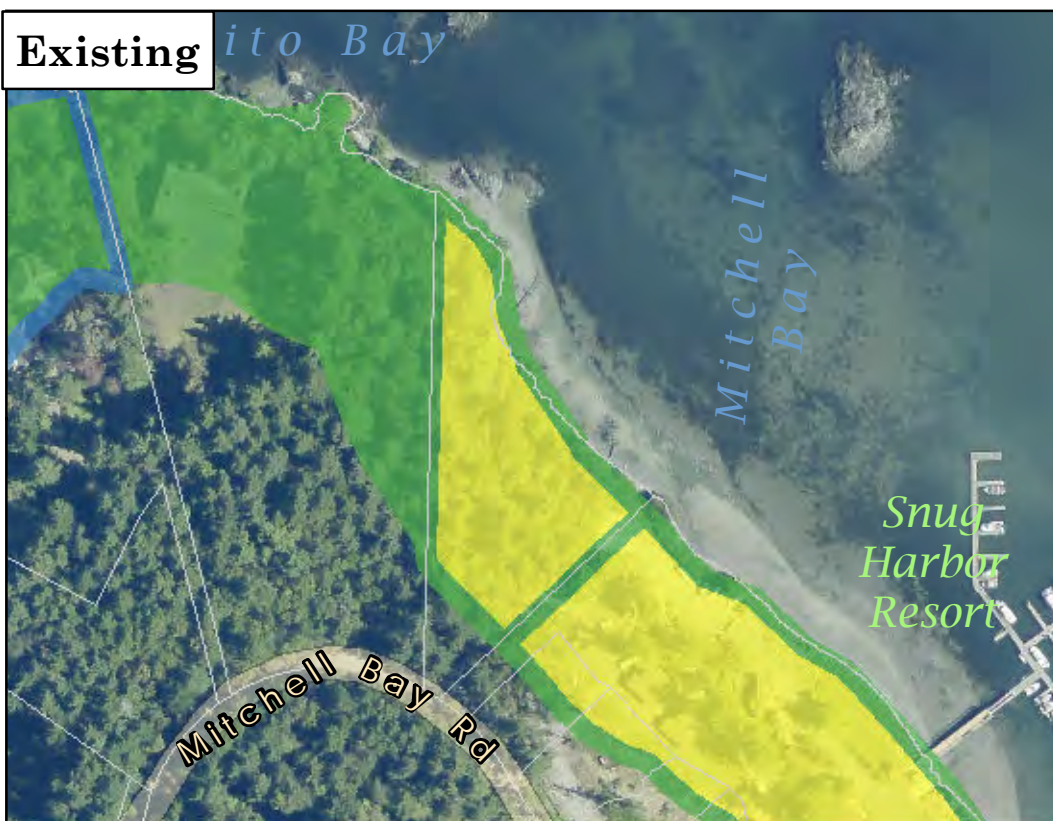 Existing
ito Bay
Mitchell
Bay
Snug
Harbor
Resort
Mitchell Bay Rd